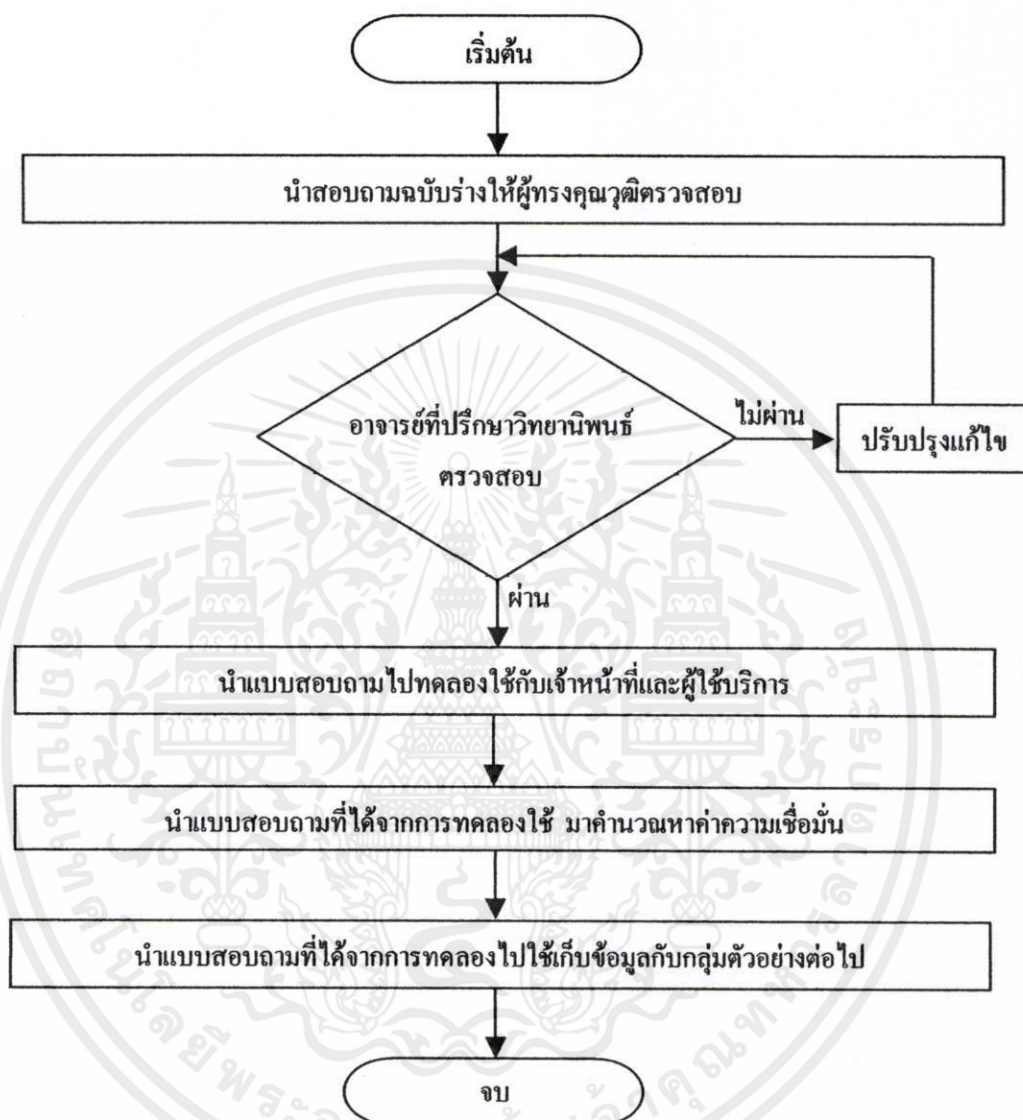 เริ่มต้น
นำสอบถามฉบับร่างให้ผู้ทรงคุณวุฒิตรวจสอบ
อาจารย์ที่ปรึกษาวิทยานิพนธ์
ตรวจสอบ
ไม่ผ่าน
ปรับปรุงแก้ไข
ผ่าน
นำแบบสอบถามไปทดลองใช้กับเจ้าหน้าที่และผู้ใช้บริการ
นำแบบสอบถามที่ได้จากการทดลองใช้ มาคำนวณหาค่าความเชื่อมั่น
นำแบบสอบถามที่ได้จากการทดลองไปใช้เก็บข้อมูลกับกลุ่มตัวอย่างต่อไป
จบ